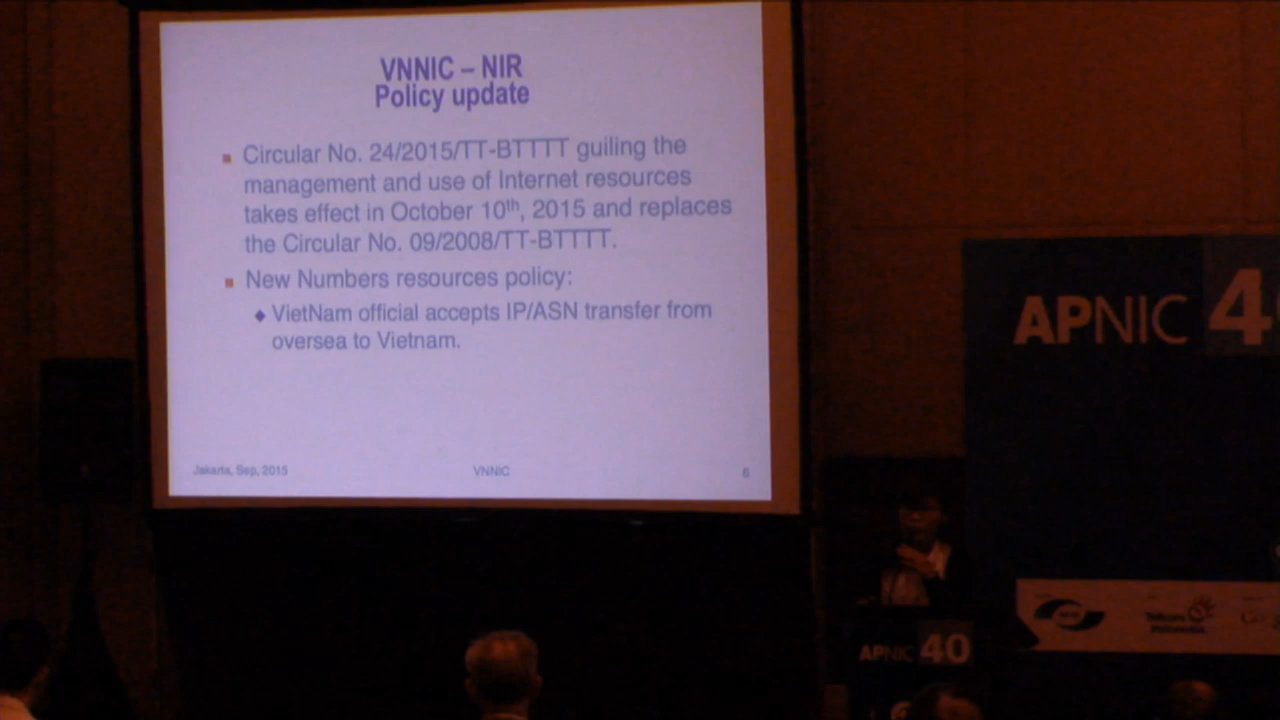 VNNIC – NIR
Policy update
Circular No. 24/2015/TT-BTTTT guiling the
management and use of Internet resources
takes effect in October 10th, 2015 and replaces
the Circular No. 09/2008/TT-BTTTT.
New Numbers resources policy:
VietNam official accepts IP/ASN transfer from
oversea to Vietnam.
Jakarta, Sep, 2015
VNNIC
6
APNIC 4
APNIC 40